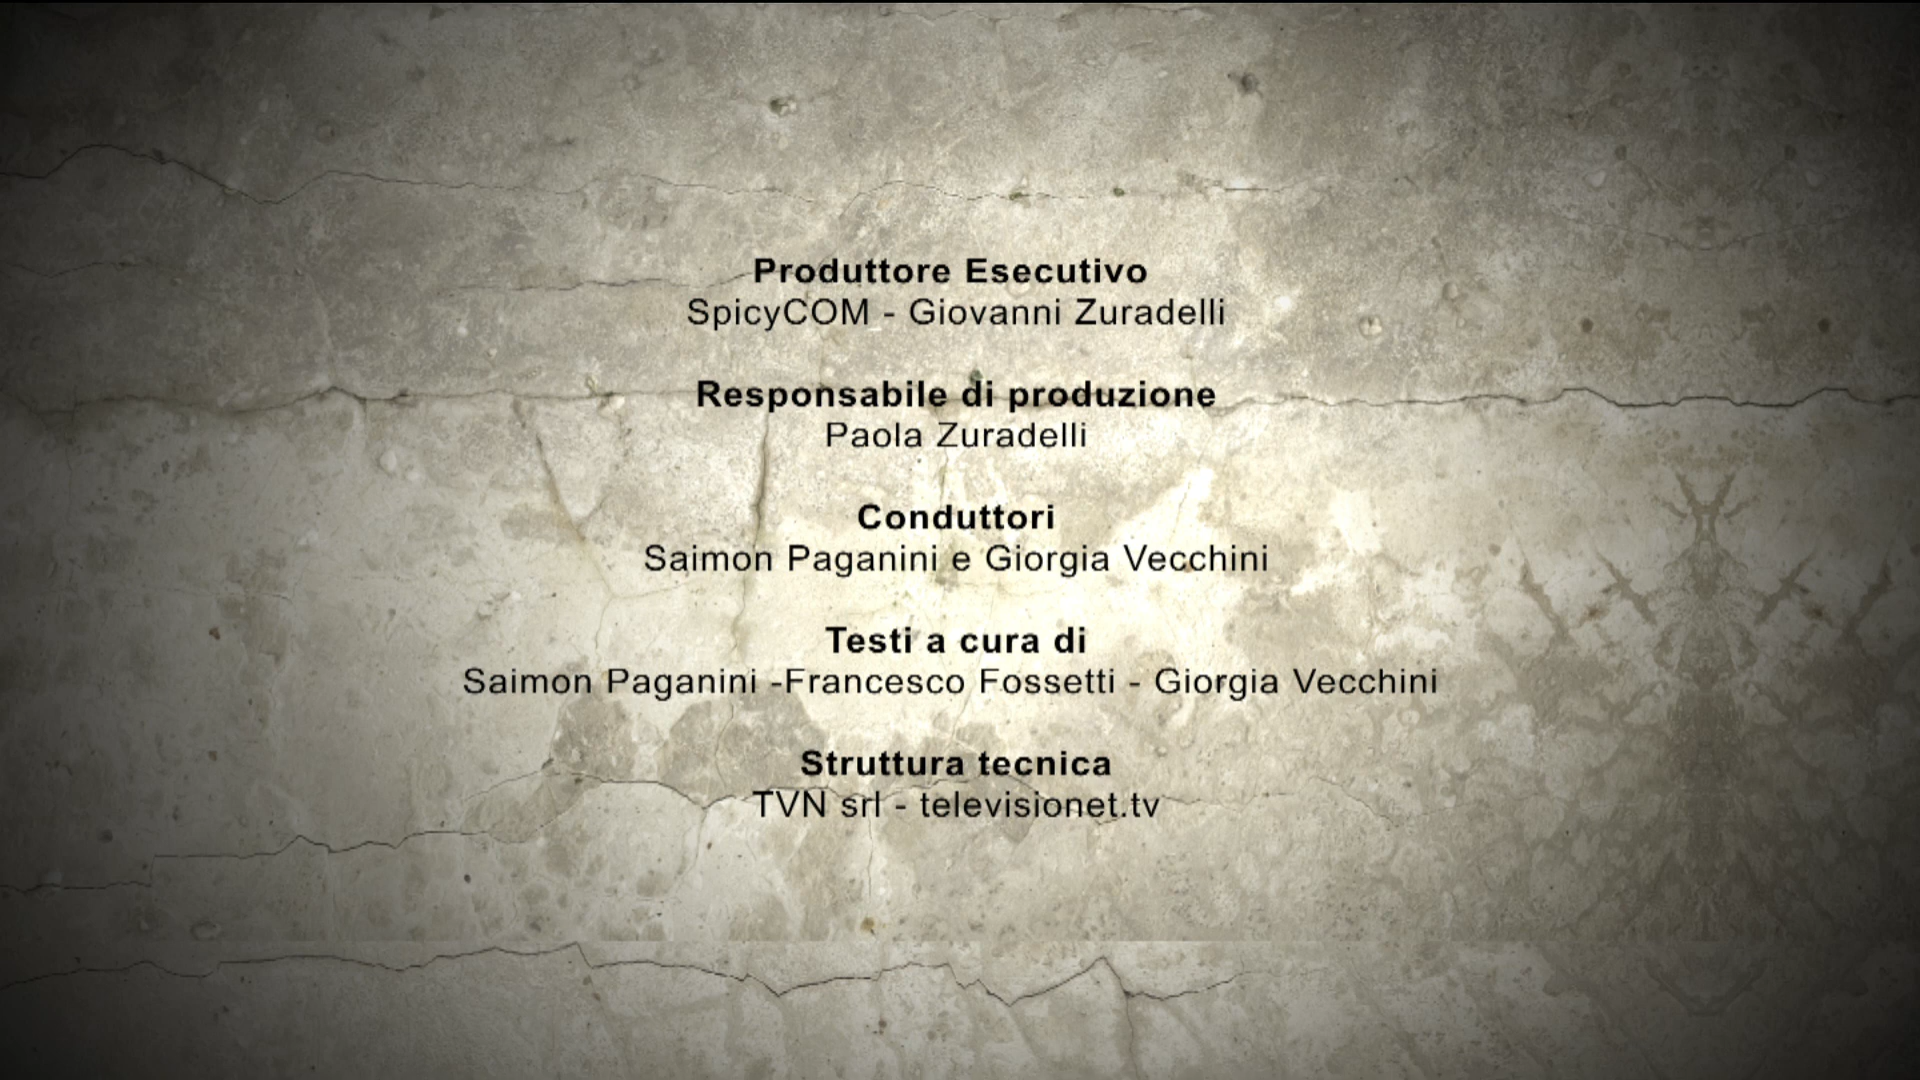 Produttore Esecutivo
SpicyCOM - Giovanni Zuradelli
Responsabile di produzione
Paola Zuradelli
Conduttori
Saimon Paganini e Giorgia Vecchini
Testi a cura di
Saimon Paganini -Francesco Fossetti - Giorgia Vecchini
Struttura tecnica
TVN srl - televisionet.tv